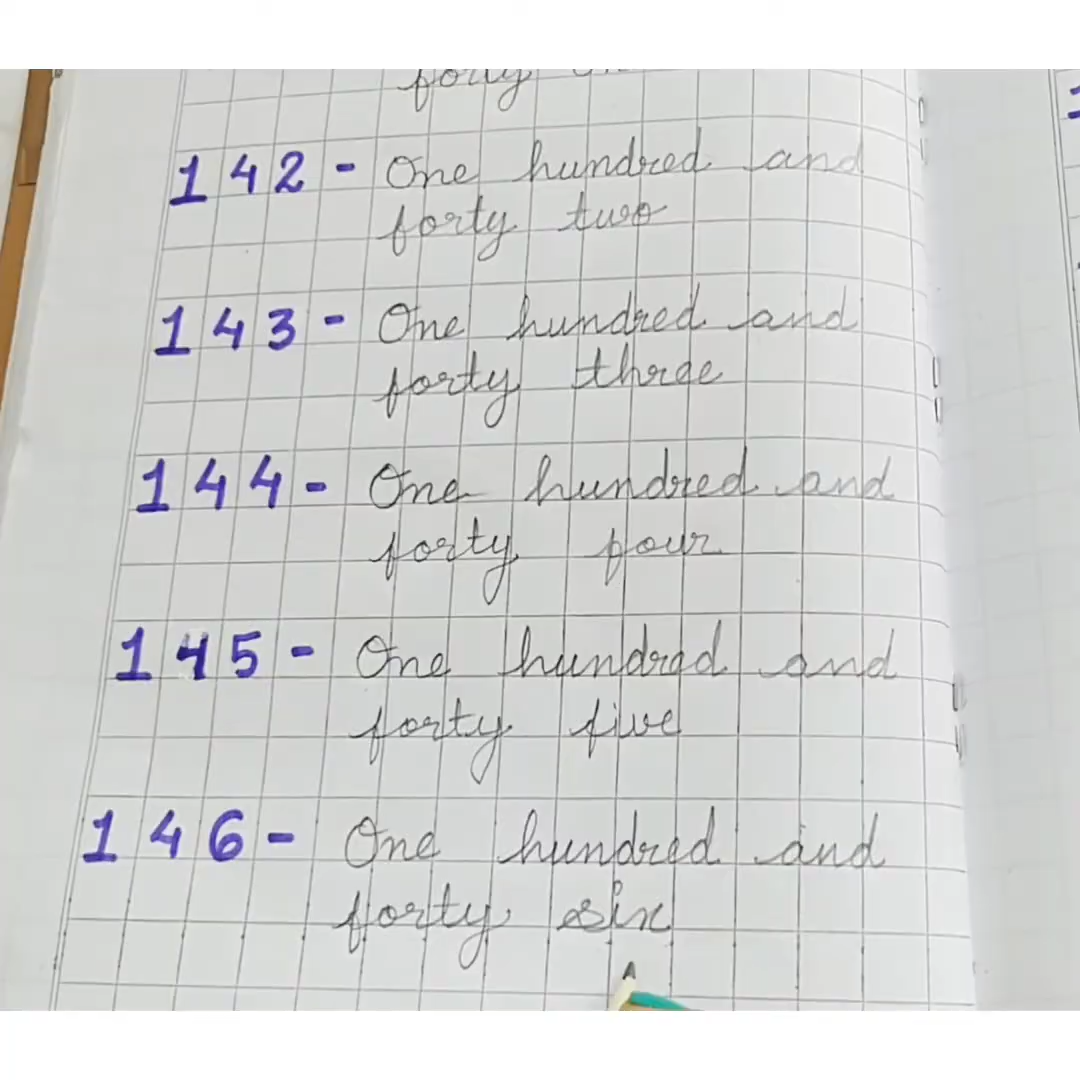 forty
142 - One hundred and
forty two
143 - One hundred and
forty three
144 - One hundred and
forty four
145 - One hundred and
forty five
146 - One hundred and
forty six